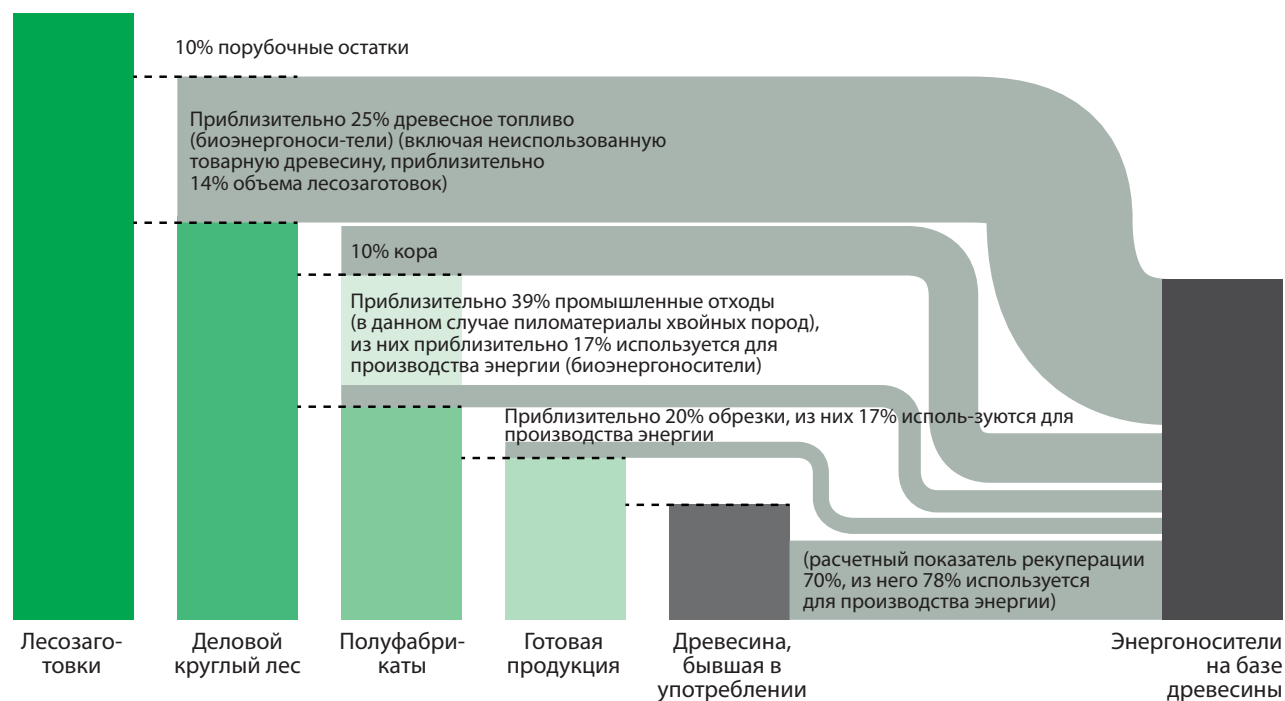 10% порубочные остатки
Приблизительно 25% древесное топливо
(биоэнергоноси-тели) (включая неиспользованную
товарную древесину, приблизительно
14% объема лесозаготовок)
10% кора
Приблизительно 39% промышленные отходы
(в данном случае пиломатериалы хвойных пород),
из них приблизительно 17% используется для
производства энергии (биоэнергоносители)
Приблизительно 20% обрезки, из них 17% исполь-зуются для
производства энергии
(расчетный показатель рекуперации
70%, из него 78% используется
для производства энергии)
Лесозаго-
товки
Деловой
круглый лес
Полуфабри-
каты
Готовая
продукция
Древесина,
бывшая в
употреблении
Энергоносители
на базе
древесины